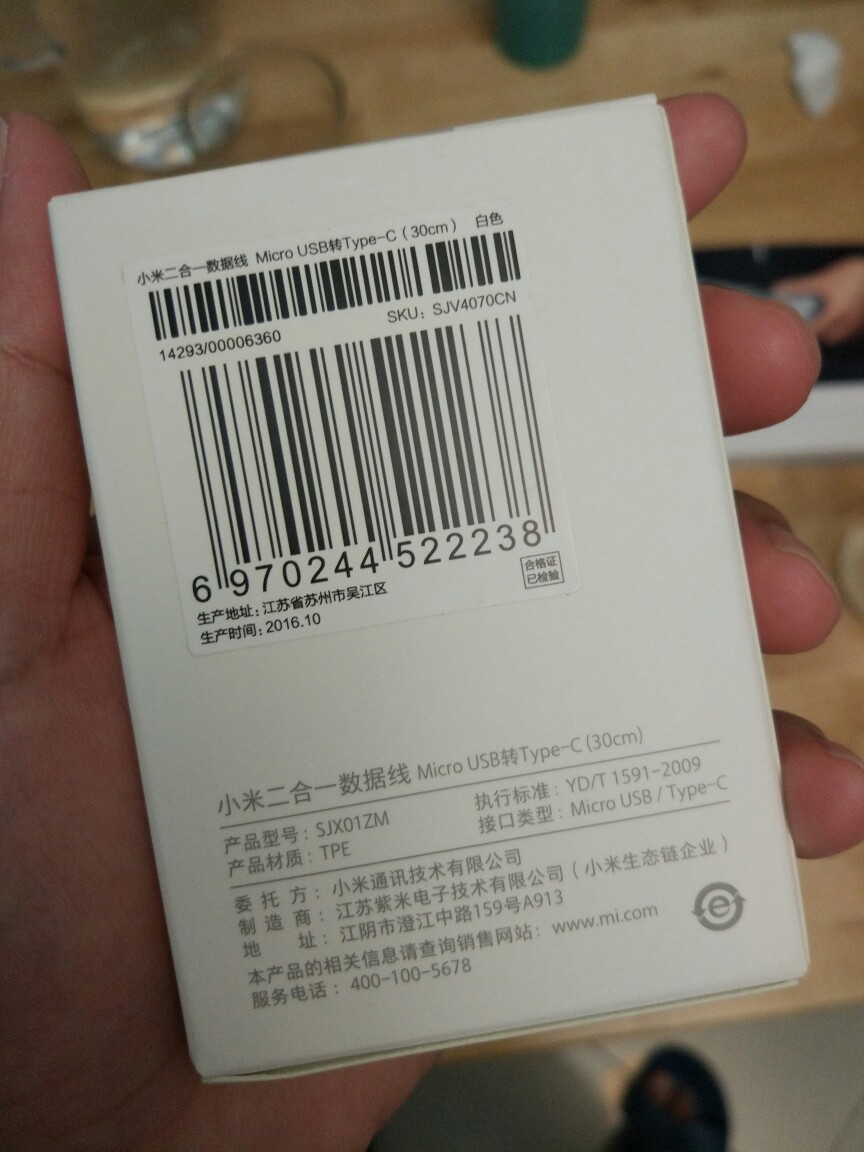 小米二合一数据线 Micro USB转Type-C（30cm） 白色
14293/00006360 SKU：SJV4070CN
6 970244 522238
合格证
已检验
生产地址：江苏省苏州市吴江区
生产时间：2016.10
小米二合一数据线 Micro USB转Type-C (30cm)
产品型号：SJX01ZM 执行标准：YD/T 1591-2009
产品材质：TPE 接口类型：Micro USB / Type-C
委托方：小米通讯技术有限公司
制造商：江苏紫米电子技术有限公司（小米生态链企业）
地址：江阴市澄江中路159号A913
本产品的相关信息请查询销售网站：www.mi.com
服务电话：400-100-5678
e